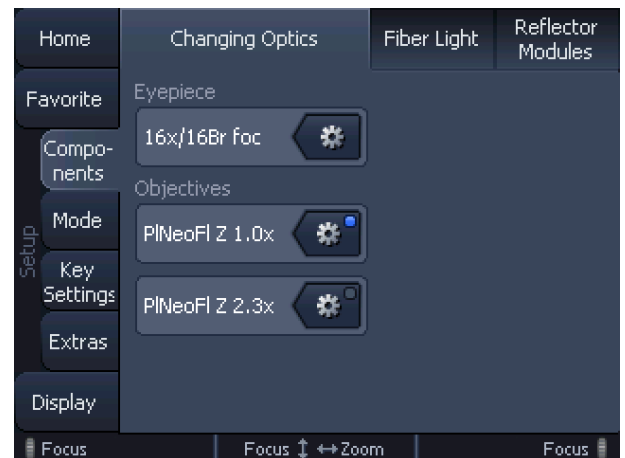 Home
Changing Optics
Fiber Light
Reflector
Modules
Favorite
Compo-
nents
Mode
Key
Settings
Extras
Setup
Display
Eyepiece
16x/16Br foc
Objectives
PlNeoFl Z 1.0x
PlNeoFl Z 2.3x
Focus
Focus ↕ ↔ Zoom
Focus